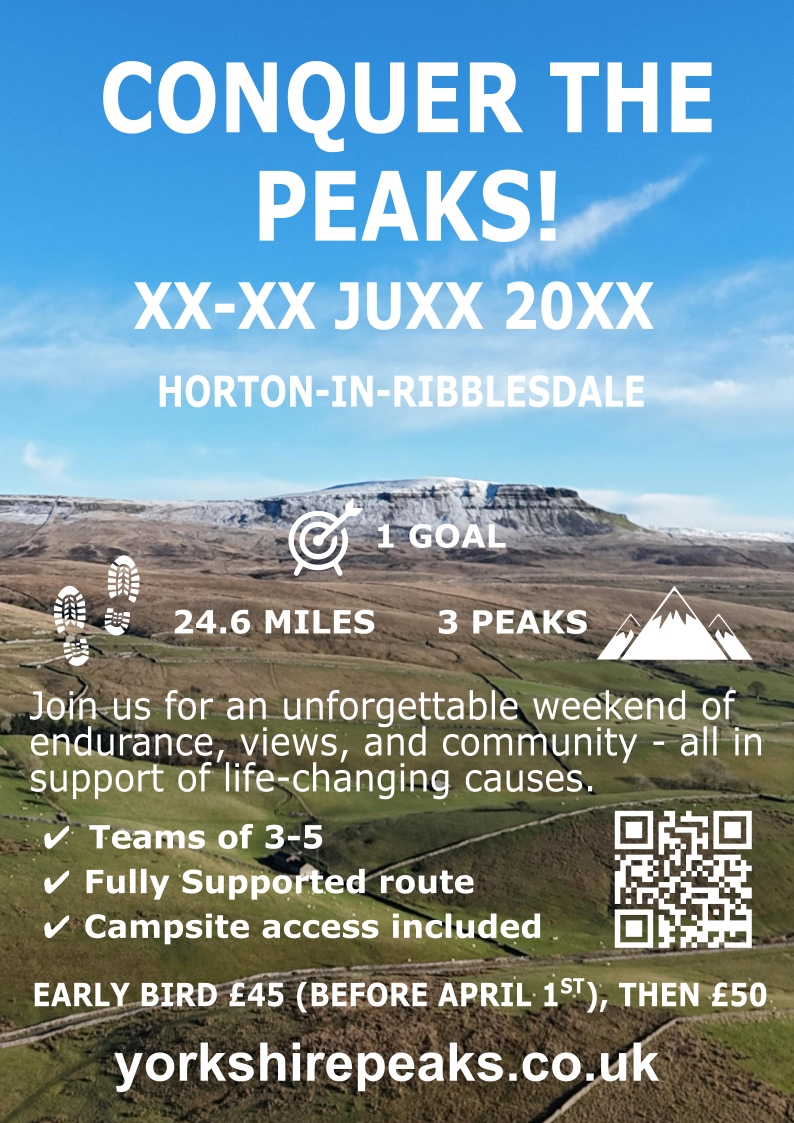 CONQUER THE
PEAKS!
XX-XX JUXX 20XX
HORTON-IN-RIBBLESDALE
1 GOAL
24.6 MILES 3 PEAKS
Join us for an unforgettable weekend of
endurance, views, and community - all in
support of life-changing causes.
✔ Teams of 3-5
✔ Fully Supported route
✔ Campsite access included
EARLY BIRD £45 (BEFORE APRIL 1ST), THEN £50
yorkshirepeaks.co.uk